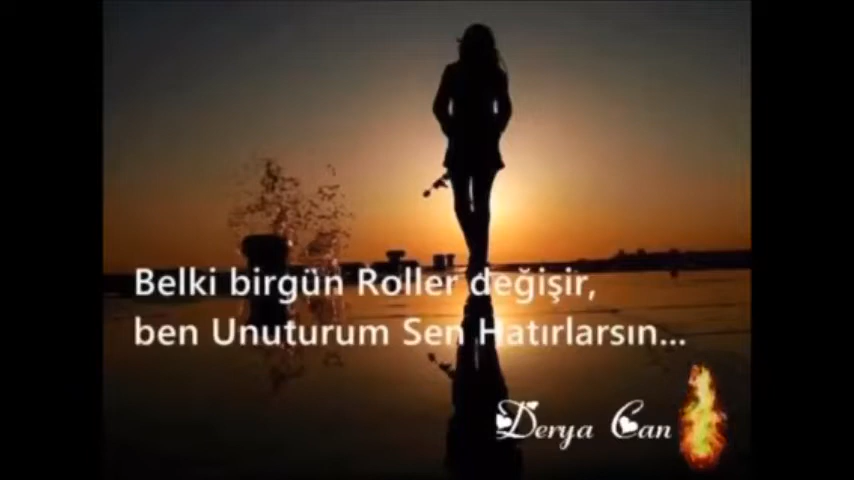 Belki birgün Roller değişir,
ben Unuturum Sen Hatırlarsın...
Derya Can